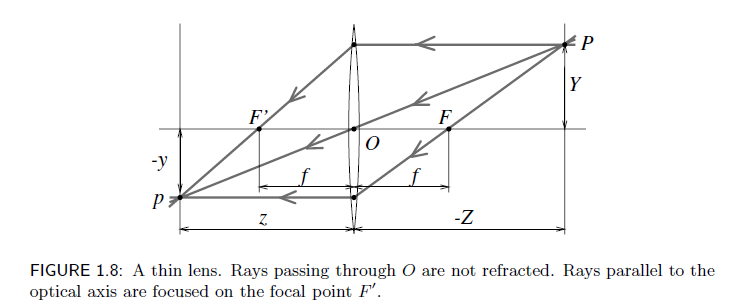 P
Y
F'
F
O
-y
f
f
p
z
-Z
FIGURE 1.8: A thin lens. Rays passing through O are not refracted. Rays parallel to the
optical axis are focused on the focal point F′.